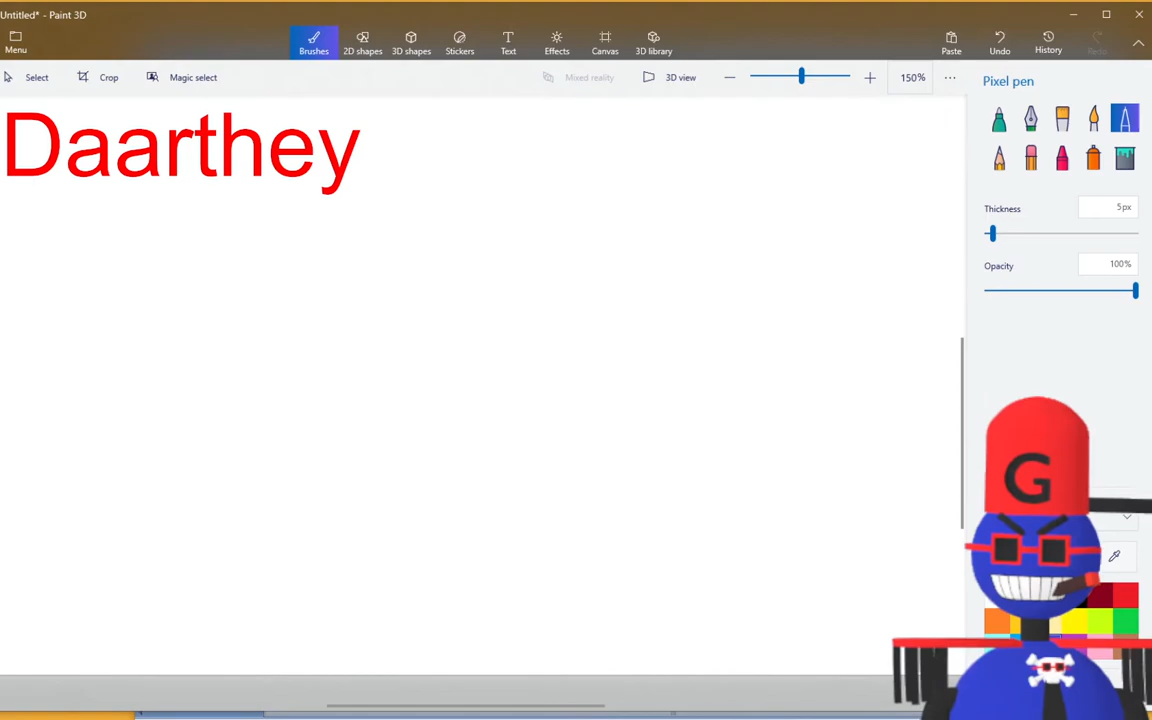 Untitled* - Paint 3D
Menu
Brushes
2D shapes
3D shapes
Stickers
Text
Effects
Canvas
3D library
Paste
Undo
History
Redo
Select
Crop
Magic select
Mixed reality
3D view
150%
Pixel pen
Daarthey
Thickness
5px
Opacity
100%
G